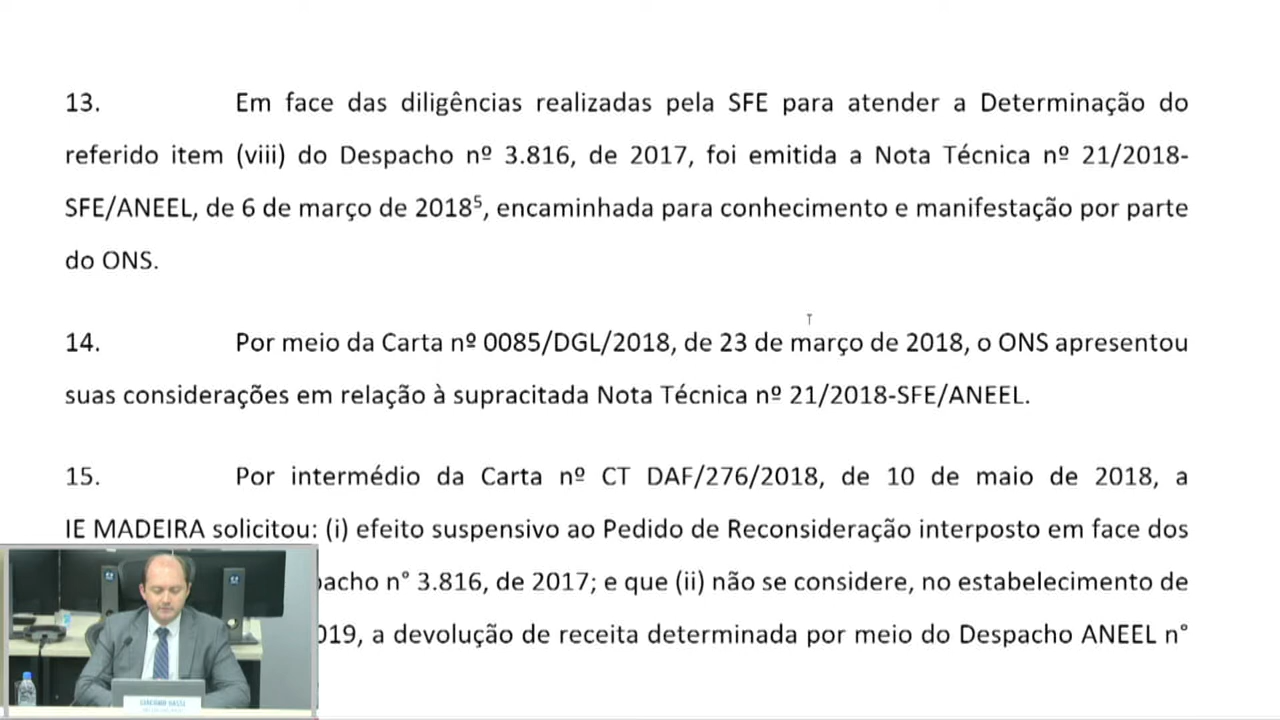 13. Em face das diligências realizadas pela SFE para atender a Determinação do
referido item (viii) do Despacho nº 3.816, de 2017, foi emitida a Nota Técnica nº 21/2018-
SFE/ANEEL, de 6 de março de 2018⁵, encaminhada para conhecimento e manifestação por parte
do ONS.
14. Por meio da Carta nº 0085/DGL/2018, de 23 de março de 2018, o ONS apresentou
suas considerações em relação à supracitada Nota Técnica nº 21/2018-SFE/ANEEL.
15. Por intermédio da Carta nº CT DAF/276/2018, de 10 de maio de 2018, a
IE MADEIRA solicitou: (i) efeito suspensivo ao Pedido de Reconsideração interposto em face dos
pacho n° 3.816, de 2017; e que (ii) não se considere, no estabelecimento de
019, a devolução de receita determinada por meio do Despacho ANEEL n°